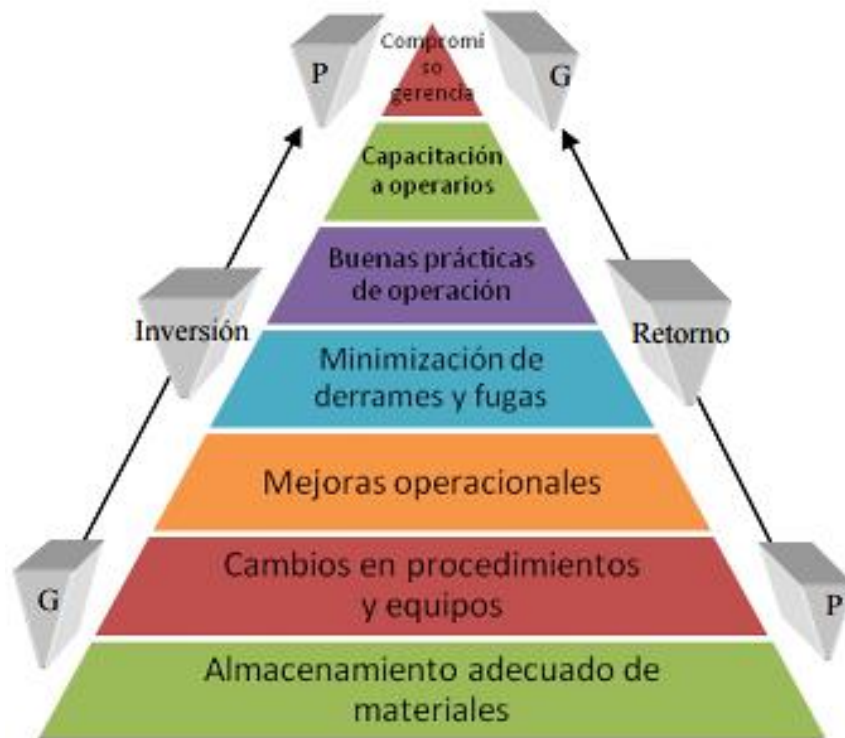 P
Compromi
so
gerencia
G
Capacitación
a operarios
Buenas prácticas
de operación
Inversión
Retorno
Minimización de
derrames y fugas
Mejoras operacionales
G
Cambios en procedimientos
y equipos
P
Almacenamiento adecuado de
materiales